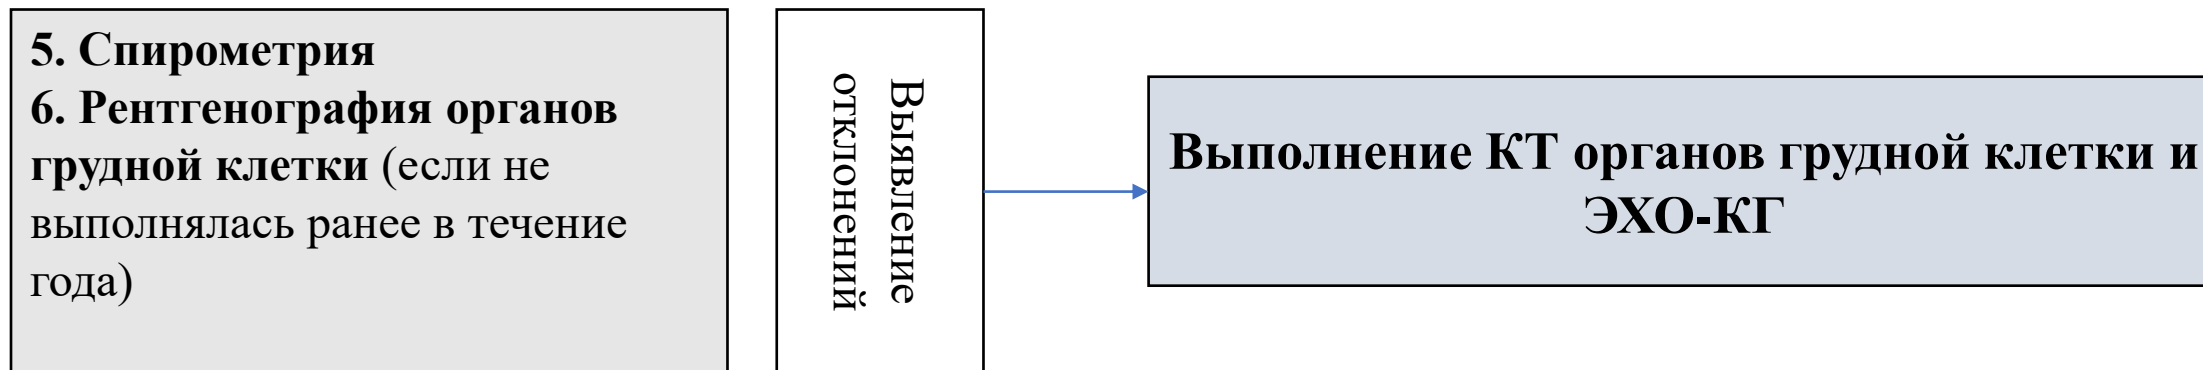 5. Спирометрия
6. Рентгенография органов
грудной клетки (если не
выполнялась ранее в течение
года)
Выявление
отклонений
Выполнение КТ органов грудной клетки и
ЭХО-КГ